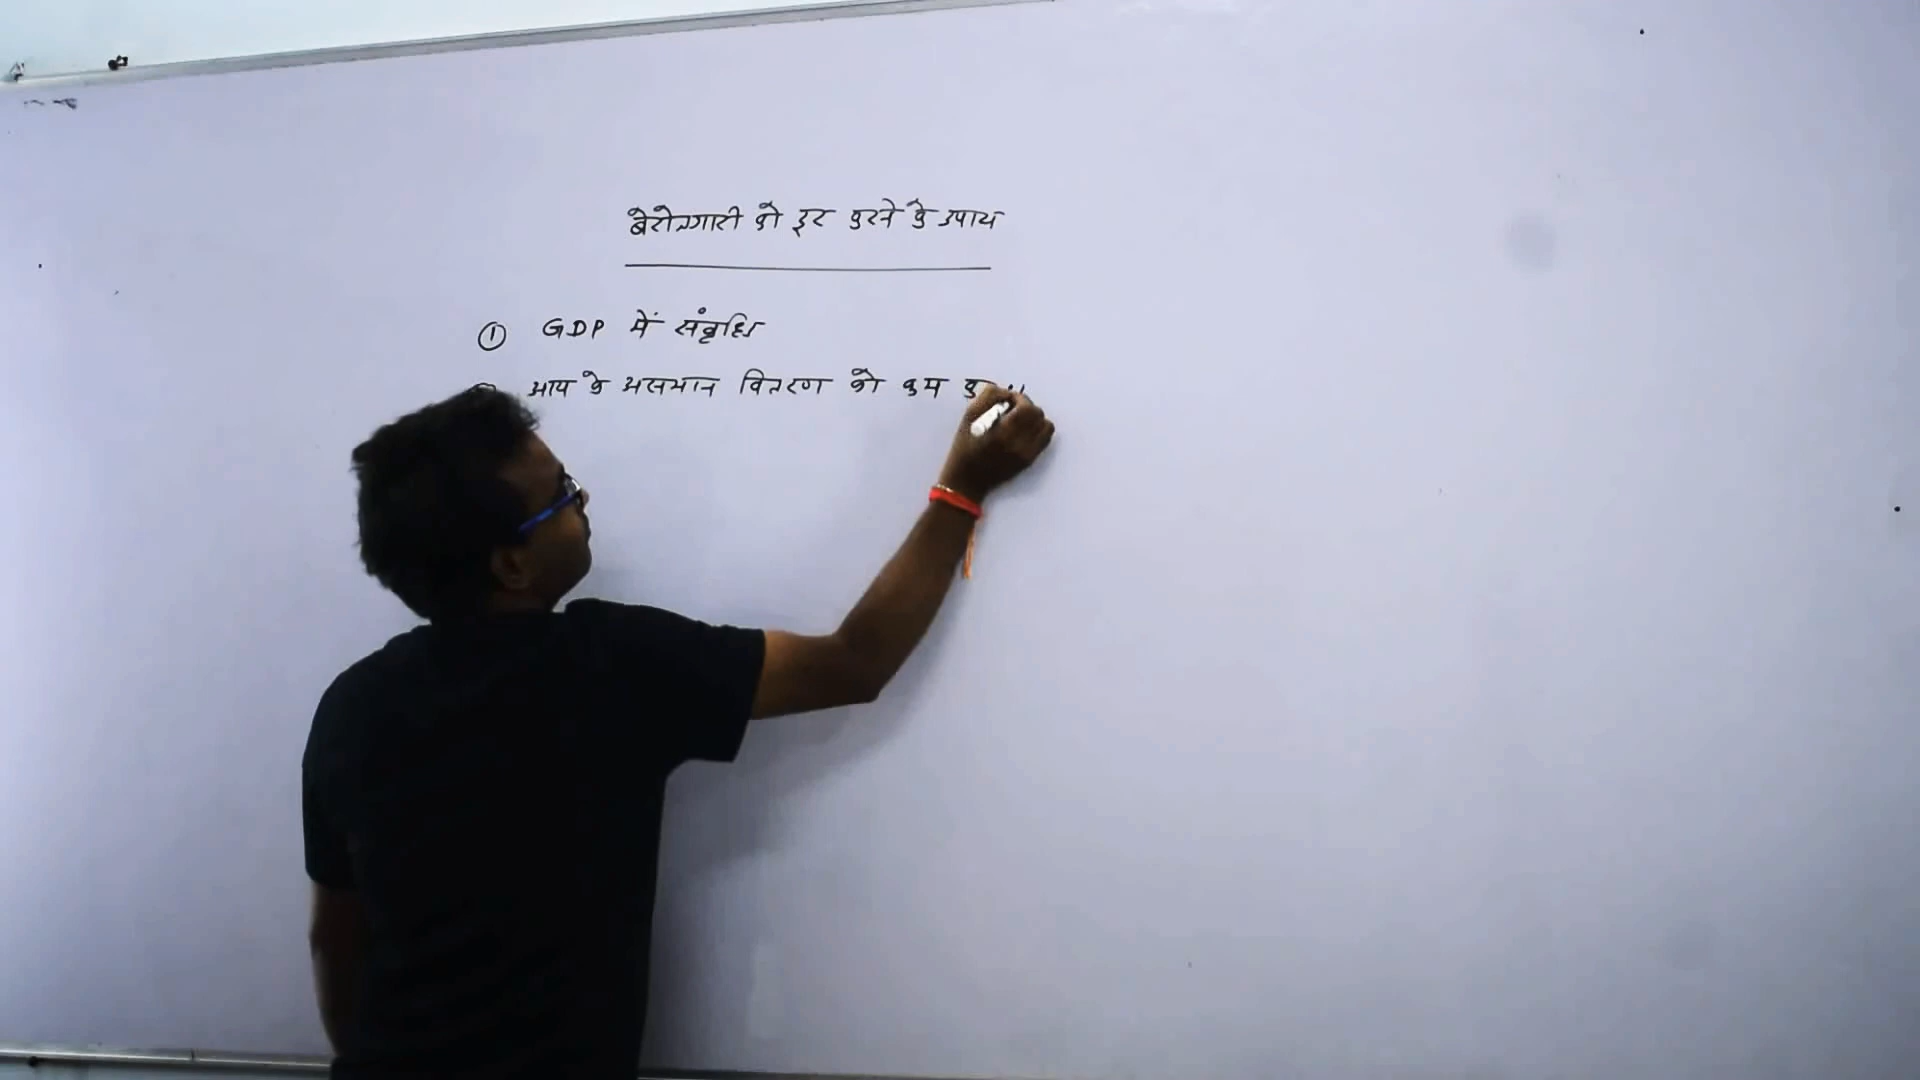 बेरोजगारी को दूर करने के उपाय
① GDP में संवृद्धि
आय के असमान वितरण को कम